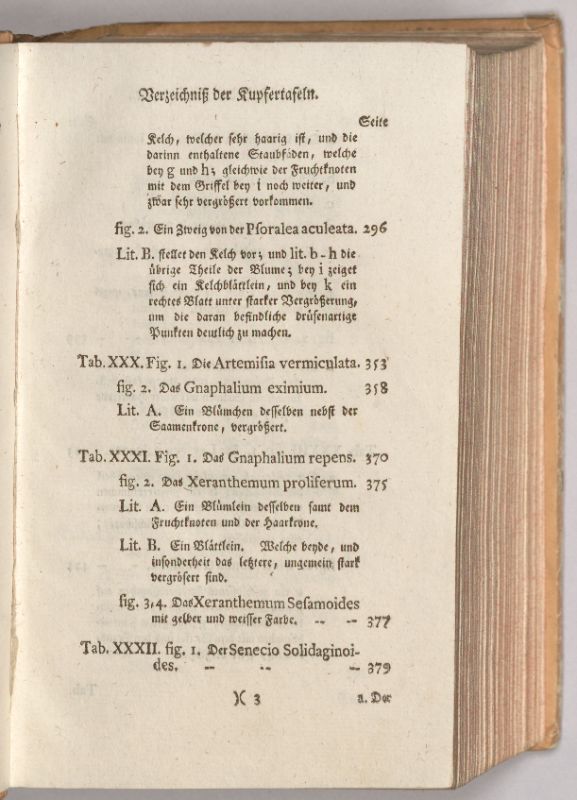 Verzeichniß der Kupfertafeln.
Seite
Kelch, welcher sehr haarig ist, und die
darinn enthaltene Staubfäden, welche
bey g und h; gleichwie der Fruchtknoten
mit dem Griffel bey i noch weiter, und
zwar sehr vergrößert vorkommen.
fig. 2. Ein Zweig von der Psoralea aculeata. 296
Lit. B. stellet den Kelch vor; und lit. b-h die
übrige Theile der Blume; bey i zeiget
sich ein Kelchblättlein, und bey k ein
rechtes Blatt unter starker Vergrößerung,
um die daran befindliche drüsenartige
Punkten deutlich zu machen.
Tab. XXX. Fig. 1. Die Artemisia vermiculata. 353
fig. 2. Das Gnaphalium eximium. 358
Lit. A. Ein Blümchen desselben nebst der
Saamenkrone, vergrößert.
Tab. XXXI. Fig. 1. Das Gnaphalium repens. 370
fig. 2. Das Xeranthemum proliferum. 375
Lit. A. Ein Blümlein desselben samt dem
Fruchtknoten und der Haarkrone.
Lit. B. Ein Blättlein. Welche beyde, und
insonderheit das letztere, ungemein stark
vergrösert sind.
fig. 3, 4. Das Xeranthemum Sesamoides
mit gelber und weisser Farbe. -- -- 377
Tab. XXXII. fig. 1. Der Senecio Solidaginoi-
des. -- -- -- 379
)( 3 a. Der